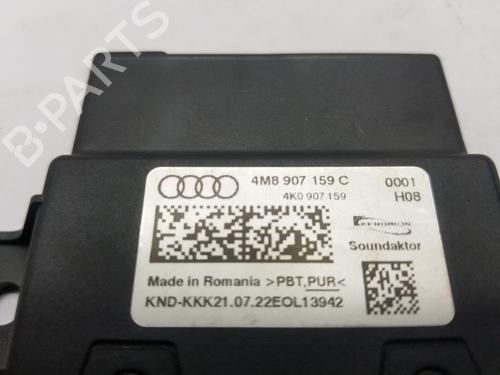 B-PARTS
4M8 907 159 C 0001
4K0 907 159 H08
KENDRION
Soundaktor
Made in Romania >PBT,PUR<
KND-KKK21.07.22EOL13942